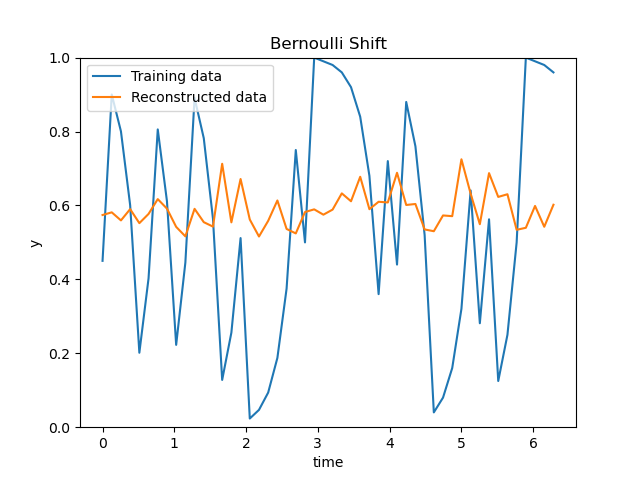 Bernoulli Shift
Training data
Reconstructed data
1.0
0.8
0.6
0.4
0.2
0.0
y
0 1 2 3 4 5 6
time